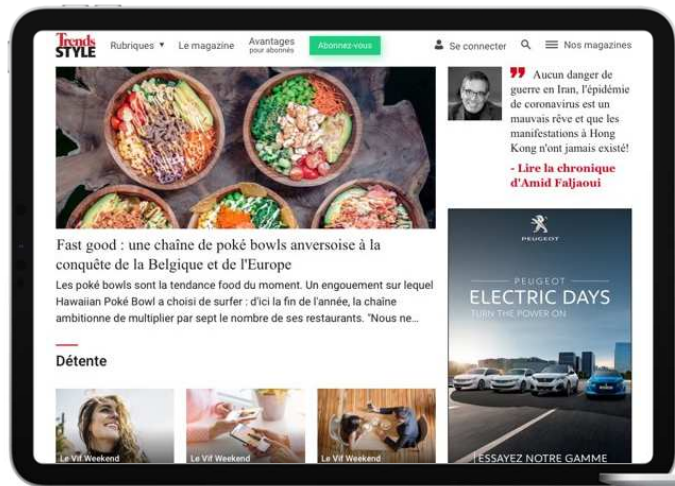 Trends
STYLE
Rubriques ▼
Le magazine
Avantages
pour abonnés
Abonnez-vous
Se connecter
Nos magazines
Aucun danger de
guerre en Iran, l'épidémie
de coronavirus est un
mauvais rêve et que les
manifestations à Hong
Kong n'ont jamais existé!
- Lire la chronique
d'Amid Faljaoui
Fast good : une chaîne de poké bowls anversoise à la
conquête de la Belgique et de l'Europe
Les poké bowls sont la tendance food du moment. Un engouement sur lequel
Hawaiian Poké Bowl a choisi de surfer : d'ici la fin de l'année, la chaîne
ambitionne de multiplier par sept le nombre de ses restaurants. "Nous ne...
Détente
Le Vif Weekend
Le Vif Weekend
Le Vif Weekend
PEUGEOT
PEUGEOT
ELECTRIC DAYS
TURN THE POWER ON
ESSAYEZ NOTRE GAMME